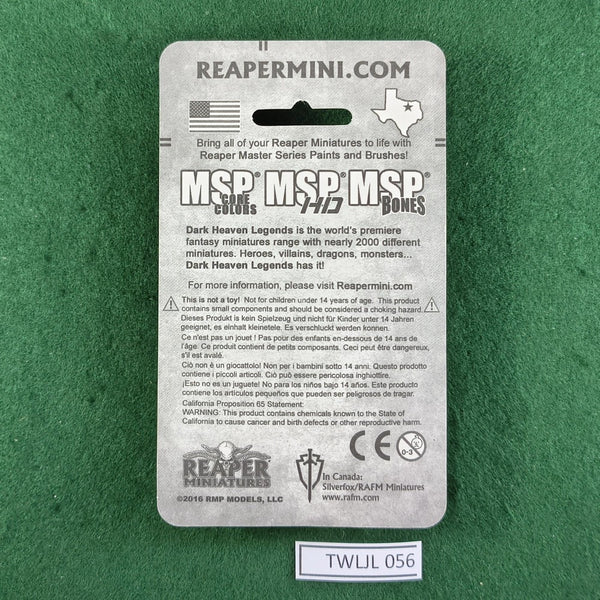 REAPERMINI.COM
Bring all of your Reaper Miniatures to life with
Reaper Master Series Paints and Brushes!
MSP® CORE COLORS MSP® HD MSP® BONES
Dark Heaven Legends is the world's premiere
fantasy miniatures range with nearly 2000 different
miniatures. Heroes, villains, dragons, monsters...
Dark Heaven Legends has it!
For more information, please visit Reapermini.com
This is not a toy! Not for children under 14 years of age. This product
contains small components and should be considered a choking hazard.
Dieses Produkt is kein Spielzeug und nicht für Kinder unter 14 Jahren
geeignet, es einhalt kleineteile. Es verschluckt werden konnen.
Ce n'est pas un jouet ! Pas pour des enfants en-dessous de 14 ans de
l'âge. Ce produit contient de petits composants. Ceci peut être dangereux,
s'il est avalé.
Ciò non è un giocattolo! Non per i bambini sotto 14 anni. Questo prodotto
contiene i piccoli articoli. Ciò può essere pericolosa inghiottire.
¡Esto no es un juguete! No para los niños bajo 14 años. Este producto
contiene los artículos pequeños que pueden ser peligrosos de tragar.
California Proposition 65 Statement:
WARNING: This product contains chemicals known to the State of
California to cause cancer and birth defects or other reproductive harm.
REAPER
MINIATURES
©2016 RMP MODELS, LLC
In Canada:
Silverfox/RAFM Miniatures
www.rafm.com
CE
0-3
TWLJL 056